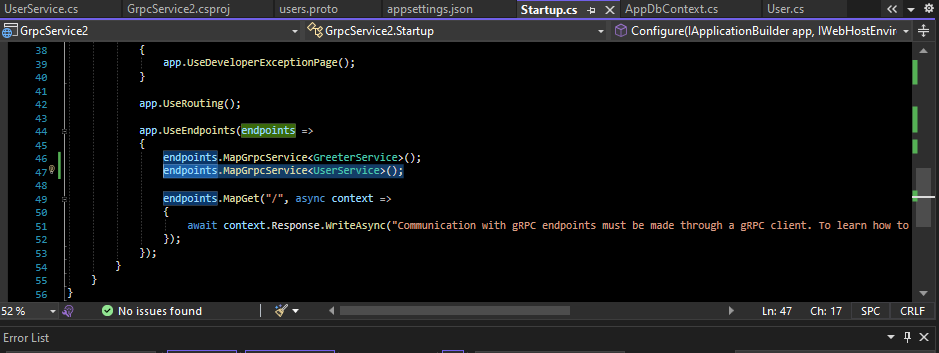 UserService.cs GrpcService2.csproj users.proto appsettings.json Startup.cs AppDbContext.cs User.cs
GrpcService2 GrpcService2.Startup Configure(IApplicationBuilder app, IWebHostEnvir
38 {
39 app.UseDeveloperExceptionPage();
40 }
41
42 app.UseRouting();
43
44 app.UseEndpoints(endpoints =>
45 {
46 endpoints.MapGrpcService<GreeterService>();
47 endpoints.MapGrpcService<UserService>();
48
49 endpoints.MapGet("/", async context =>
50 {
51 await context.Response.WriteAsync("Communication with gRPC endpoints must be made through a gRPC client. To learn how to
52 });
53 });
54 }
55 }
56 }
52 % No issues found Ln: 47 Ch: 17 SPC CRLF
Error List